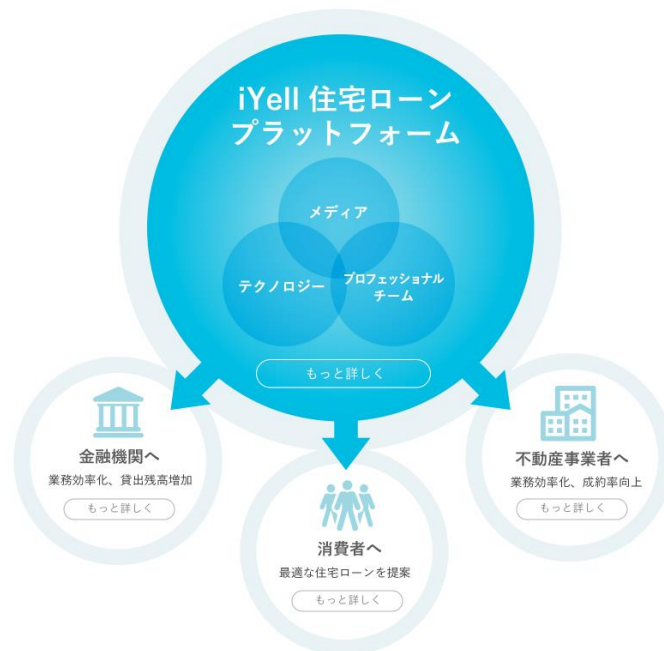 iYell 住宅ローン
プラットフォーム
メディア
テクノロジー
プロフェッショナル
チーム
もっと詳しく
金融機関へ
業務効率化、貸出残高増加
もっと詳しく
消費者へ
最適な住宅ローンを提案
もっと詳しく
不動産事業者へ
業務効率化、成約率向上
もっと詳しく